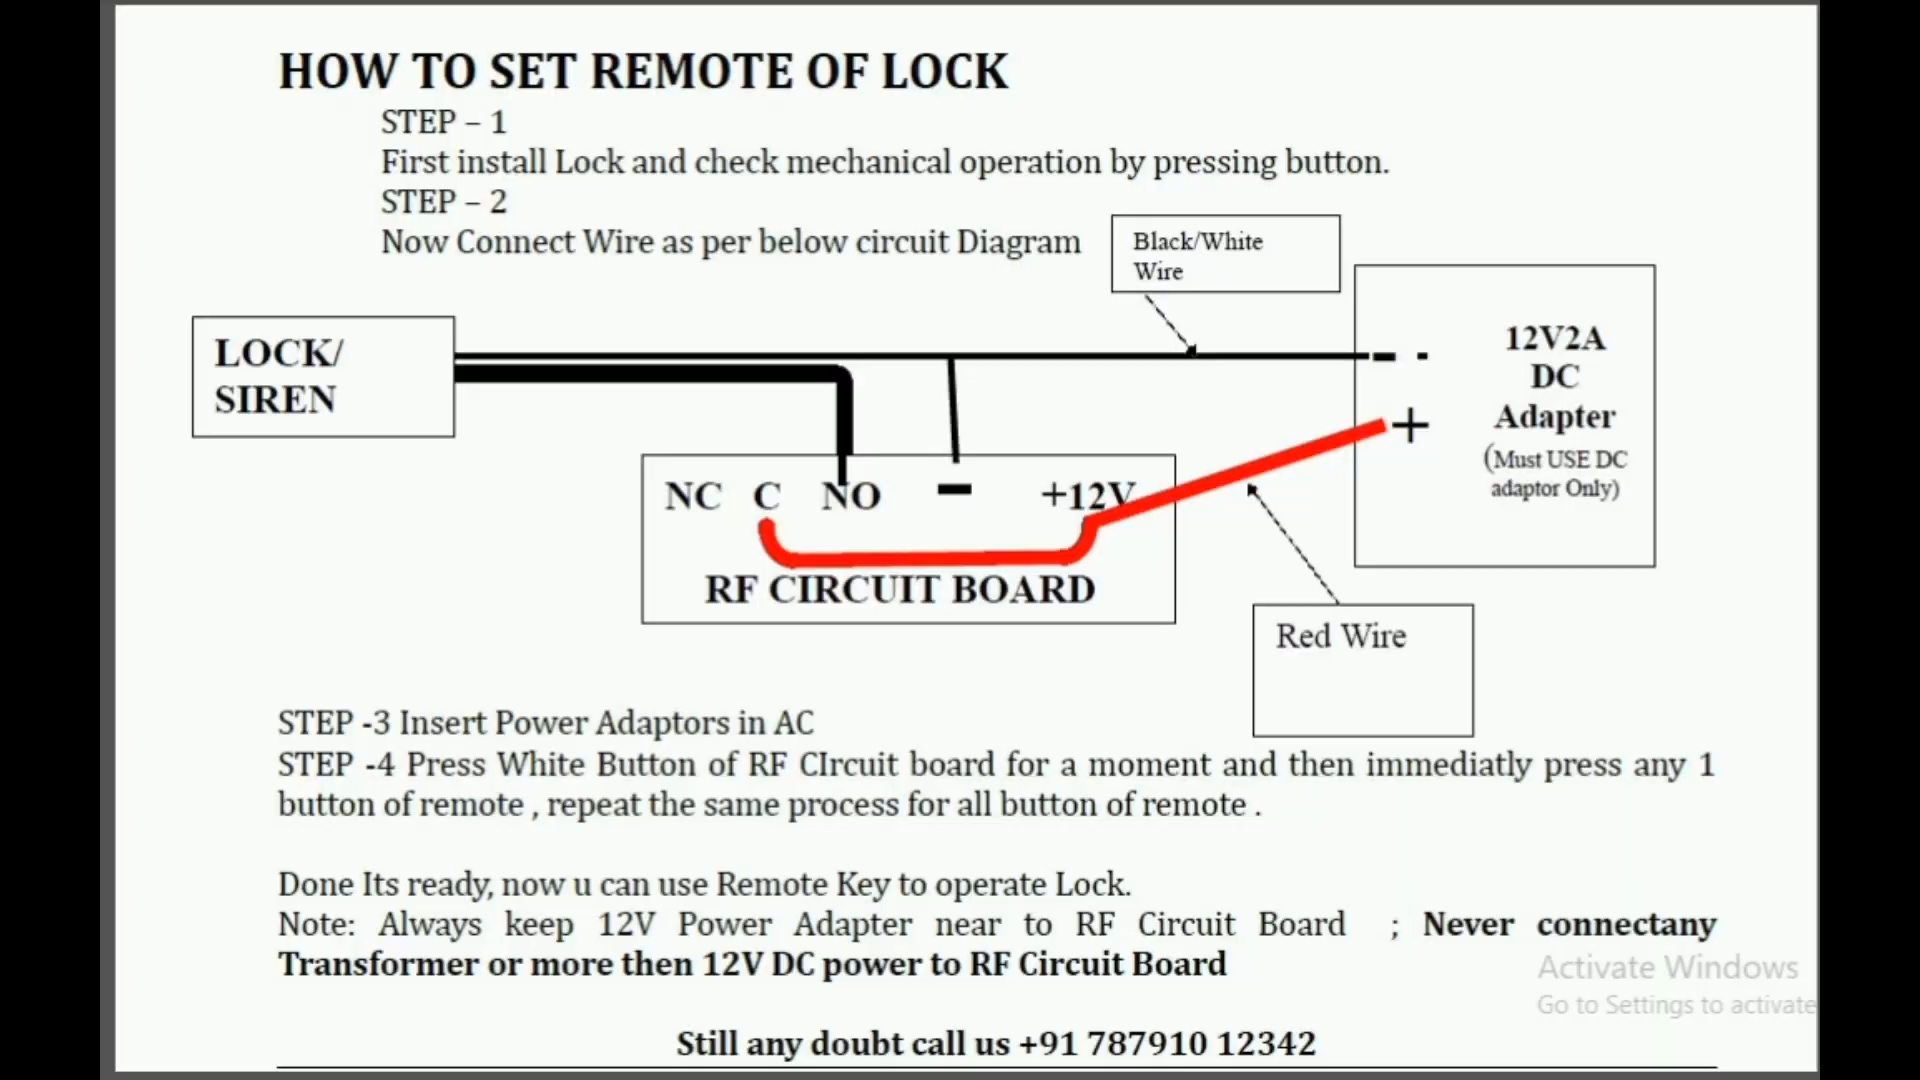 HOW TO SET REMOTE OF LOCK
STEP – 1
First install Lock and check mechanical operation by pressing button.
STEP – 2
Now Connect Wire as per below circuit Diagram
Black/White
Wire
LOCK/
SIREN
- -
12V2A
DC
+
Adapter
(Must USE DC
adaptor Only)
NC C NO - +12V
RF CIRCUIT BOARD
Red Wire
STEP -3 Insert Power Adaptors in AC
STEP -4 Press White Button of RF CIrcuit board for a moment and then immediatly press any 1
button of remote , repeat the same process for all button of remote .
Done Its ready, now u can use Remote Key to operate Lock.
Note: Always keep 12V Power Adapter near to RF Circuit Board ; Never connectany
Transformer or more then 12V DC power to RF Circuit Board
Activate Windows
Go to Settings to activate
Still any doubt call us +91 787910 12342